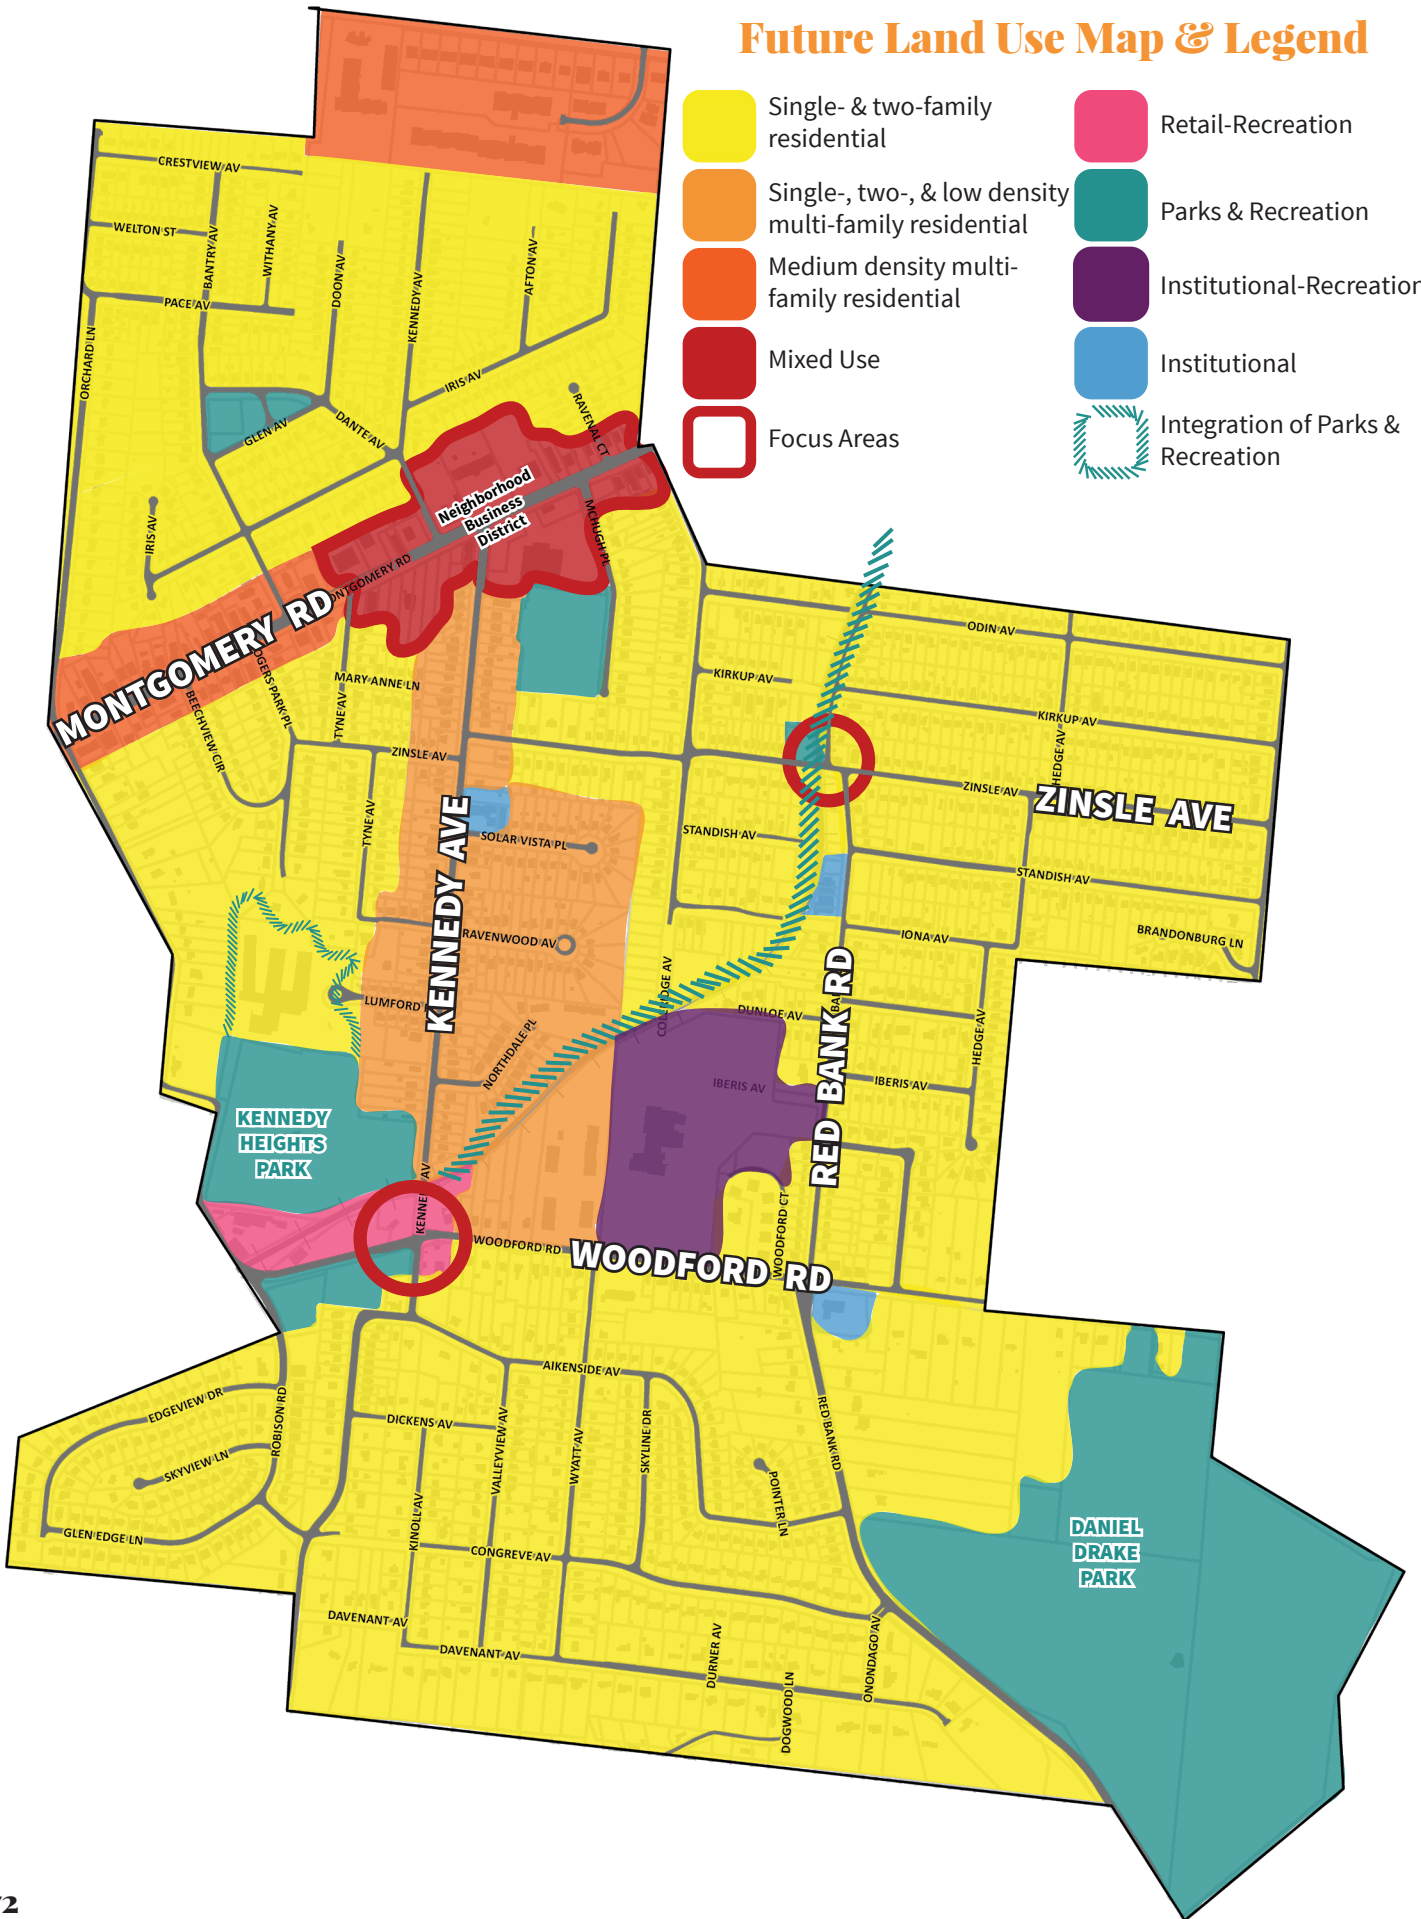 Future Land Use Map & Legend
Single- & two-family
residential
Single-, two-, & low density
multi-family residential
Medium density multi-
family residential
Mixed Use
Focus Areas
Retail-Recreation
Parks & Recreation
Institutional-Recreation
Institutional
Integration of Parks &
Recreation
CRESTVIEW AV
WELTON ST
BANTRY AV
WITHANY AV
PACE AV
DOON AV
KENNEDY AV
AFTON AV
ORCHARD LN
IRIS AV
RAVENAL CT
GLEN AV
DANTE AV
Neighborhood
Business
District
MCHUGH PL
IRIS AV
MONTGOMERY RD
MONTGOMERY RD
ODIN AV
MARY ANNE LN
KIRKUP AV
KIRKUP AV
BEECHVIEW CIR
TYNE AV
ZINSLE AV
HEDGE AV
ZINSLE AV
ZINSLE AVE
TYNE AV
KENNEDY AVE
SOLAR VISTA PL
STANDISH AV
STANDISH AV
RAVENWOOD AV
IONA AV
BRANDONBURG LN
LUMFORD
RED BANK RD
DUNLOE AV
NORTHDALE PL
HEDGE AV
IBERIS AV
IBERIS AV
KENNEDY
HEIGHTS
PARK
WOODFORD CT
WOODFORD RD
WOODFORD RD
AIKENSIDE AV
EDGEVIEW DR
ROBISON RD
DICKENS AV
VALLEYVIEW AV
WYATT AV
SKYLINE DR
RED BANK RD
SKYVIEW LN
POINTER LN
KINOLL AV
GLEN EDGE LN
CONGREVE AV
DANIEL
DRAKE
PARK
DAVENANT AV
DAVENANT AV
DURNER AV
DOGWOOD LN
ONONDAGO AV